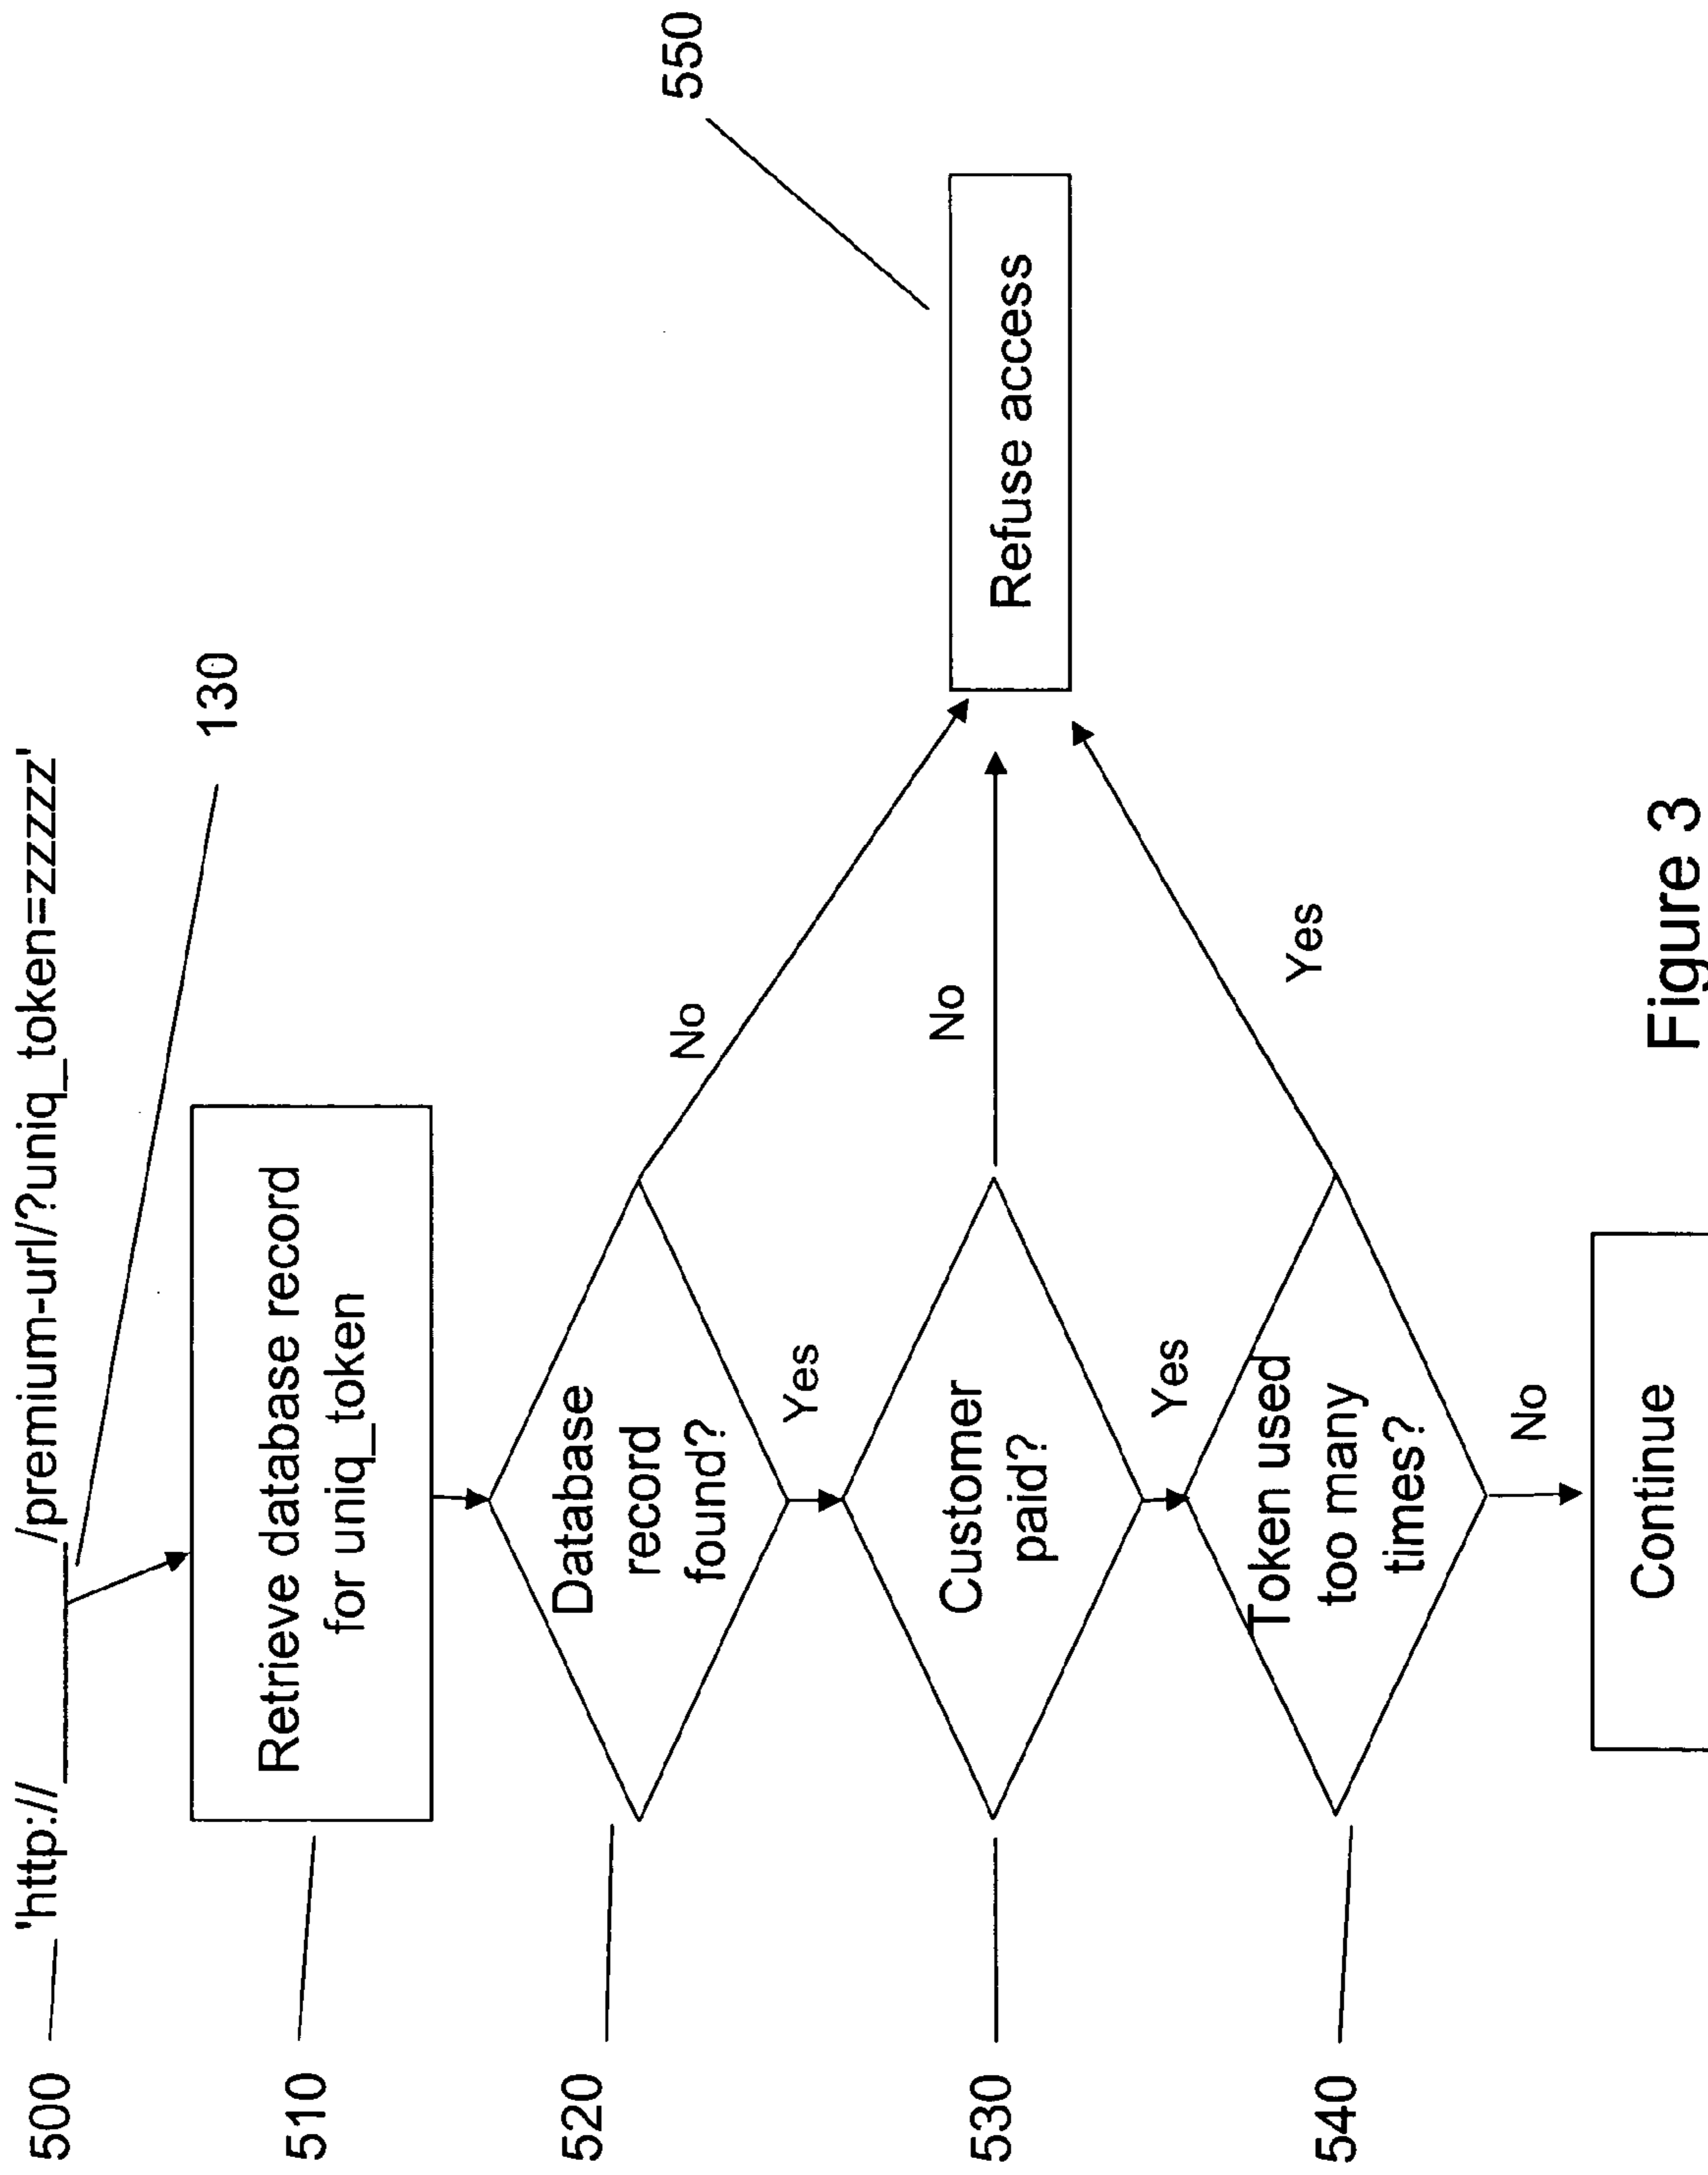 500
'http://______/premium-url/?uniq_token=zzzzz'
130
510
Retrieve database record
for uniq_token
520
Database
record
found?
No
550
Yes
530
Customer
paid?
No
Refuse access
Yes
540
Token used
too many
times?
Yes
No
Continue
Figure 3